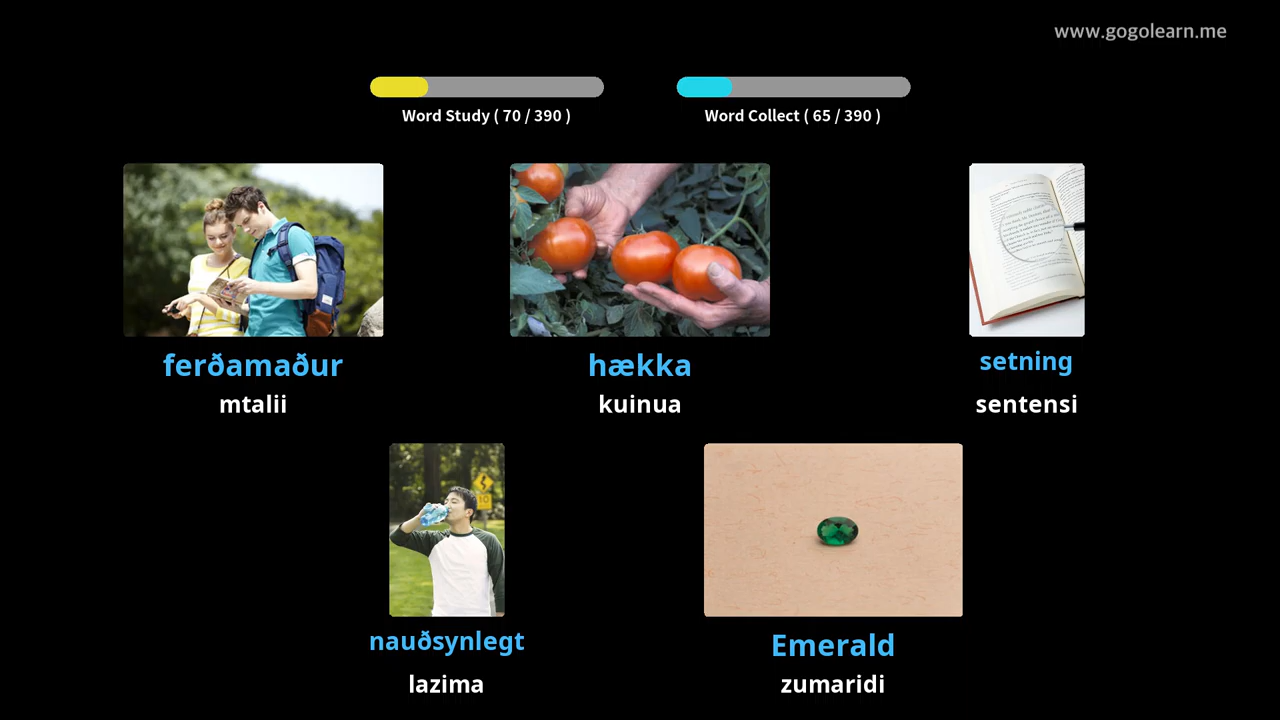 www.gogolearn.me
Word Study ( 70 / 390 )
Word Collect ( 65 / 390 )
ferðamaður
mtalii
hækka
kuinua
setning
sentensi
nauðsynlegt
lazima
Emerald
zumaridi